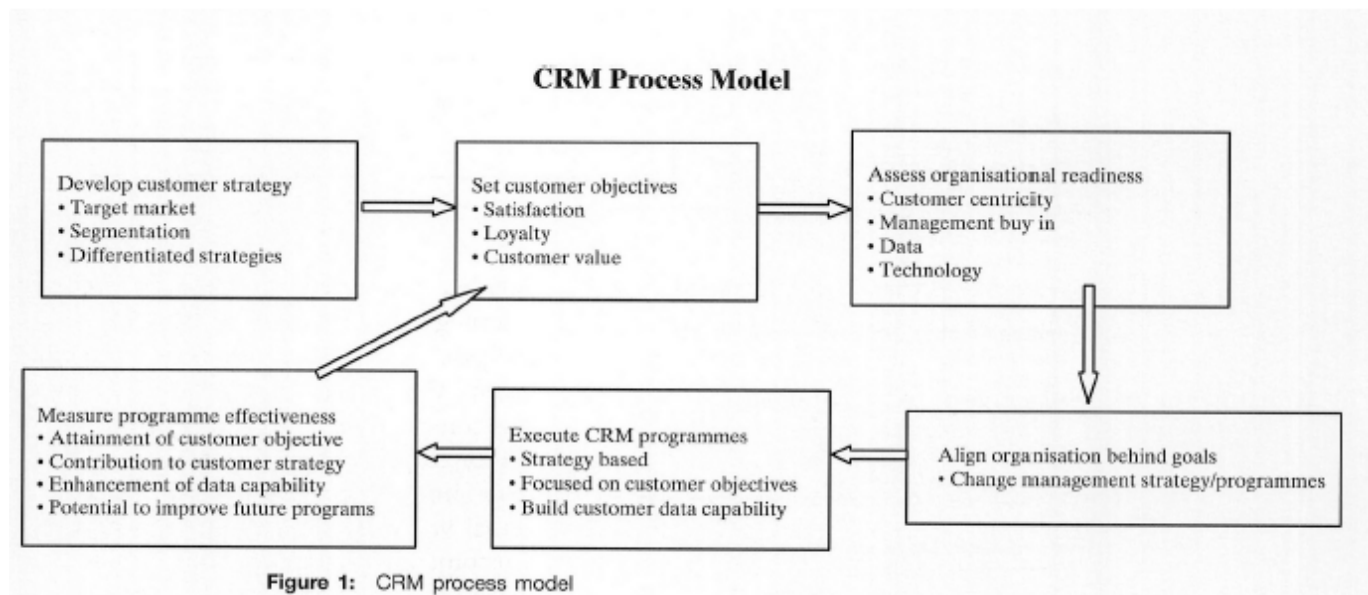 CRM Process Model
Develop customer strategy
• Target market
• Segmentation
• Differentiated strategies
Set customer objectives
• Satisfaction
• Loyalty
• Customer value
Assess organisational readiness
• Customer centricity
• Management buy in
• Data
• Technology
Align organisation behind goals
• Change management strategy/programmes
Execute CRM programmes
• Strategy based
• Focused on customer objectives
• Build customer data capability
Measure programme effectiveness
• Attainment of customer objective
• Contribution to customer strategy
• Enhancement of data capability
• Potential to improve future programs
Figure 1: CRM process model